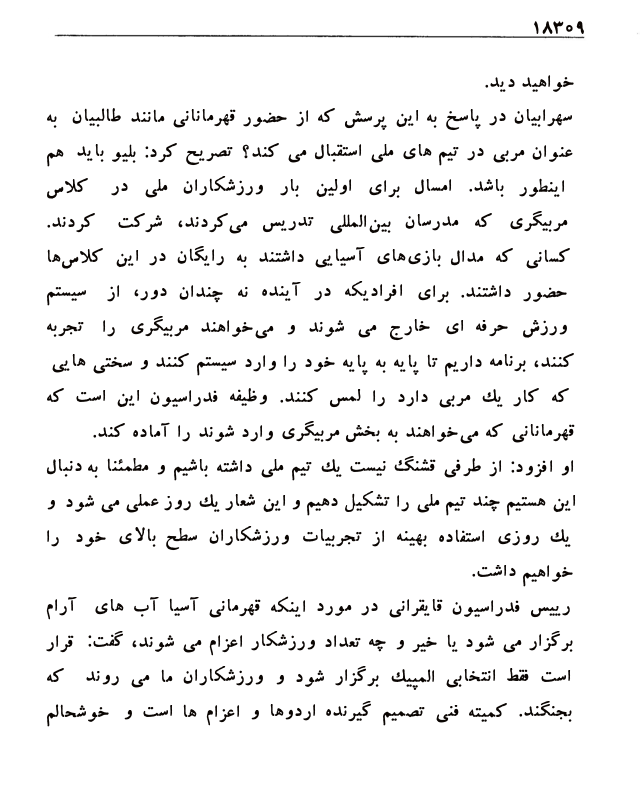 ۱۸۳۰۹
خواهید دید.
سهرابیان در پاسخ به این پرسش که از حضور قهرمانانی مانند طالبیان به
عنوان مربی در تیم های ملی استقبال می کند؟ تصریح کرد: بلیو باید هم
اینطور باشد. امسال برای اولین بار ورزشکاران ملی در کلاس
مربیگری که مدرسان بین‌المللی تدریس می‌کردند، شرکت کردند.
کسانی که مدال بازی‌های آسیایی داشتند به رایگان در این کلاس‌ها
حضور داشتند. برای افرادیکه در آینده نه چندان دور، از سیستم
ورزش حرفه ای خارج می شوند و می‌خواهند مربیگری را تجربه
کنند، برنامه داریم تا پایه به پایه خود را وارد سیستم کنند و سختی هایی
که کار یك مربی دارد را لمس کنند. وظیفه فدراسیون این است که
قهرمانانی که می‌خواهند به بخش مربیگری وارد شوند را آماده کند.
او افزود: از طرفی قشنگ نیست یك تیم ملی داشته باشیم و مطمئنا به دنبال
این هستیم چند تیم ملی را تشکیل دهیم و این شعار یك روز عملی می شود و
یك روزی استفاده بهینه از تجربیات ورزشکاران سطح بالای خود را
خواهیم داشت.
رییس فدراسیون قایقرانی در مورد اینکه قهرمانی آسیا آب های آرام
برگزار می شود یا خیر و چه تعداد ورزشکار اعزام می شوند، گفت: قرار
است فقط انتخابی المپیك برگزار شود و ورزشکاران ما می روند که
بجنگند. کمیته فنی تصمیم گیرنده اردوها و اعزام ها است و خوشحالم